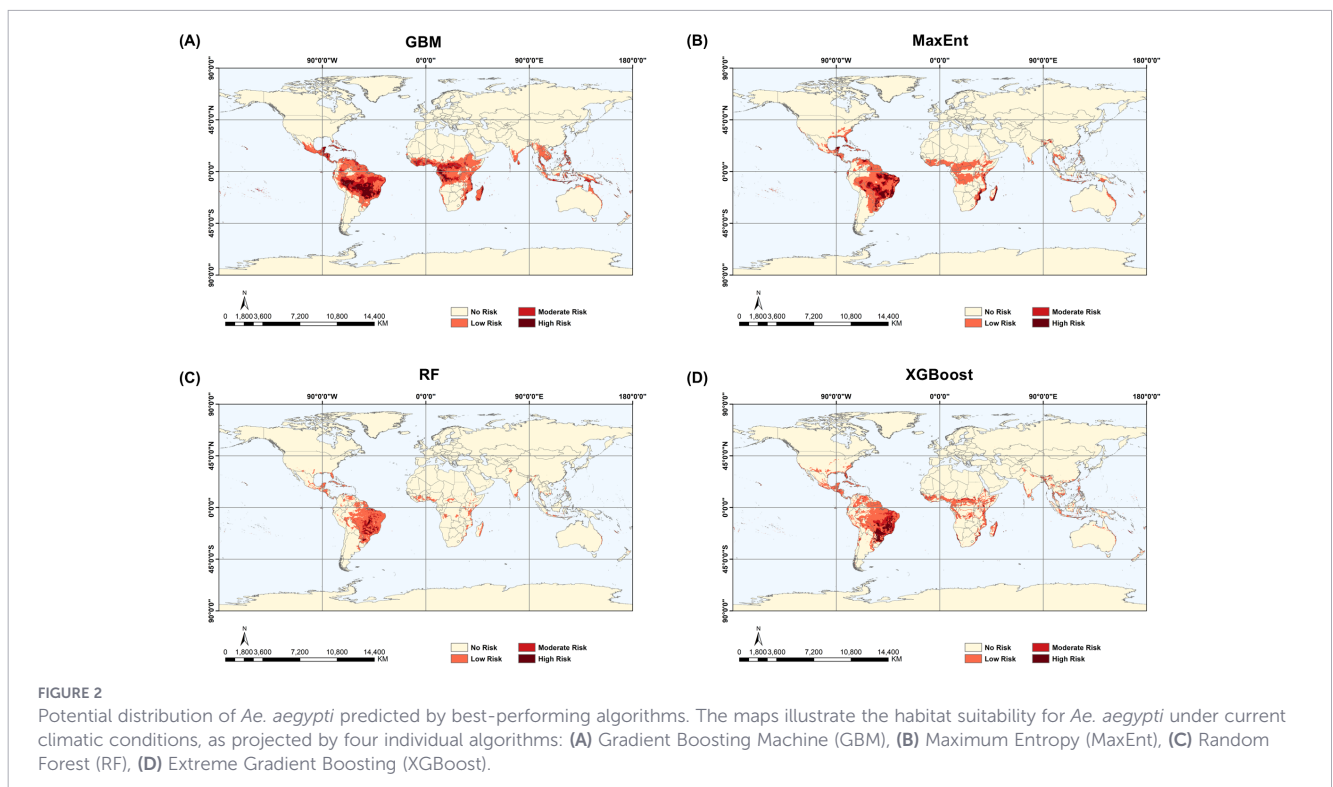 (A)
GBM
90°0'0"W
0°0'0"
90°0'0"E
180°0'0"
90°0'0"N
45°0'0"N
0°0'0"
45°0'0"S
90°0'0"S
N
0 1,800 3,600 7,200 10,800 14,400
KM
No Risk
Low Risk
Moderate Risk
High Risk
(B)
MaxEnt
90°0'0"W
0°0'0"
90°0'0"E
180°0'0"
90°0'0"N
45°0'0"N
0°0'0"
45°0'0"S
90°0'0"S
N
0 1,800 3,600 7,200 10,800 14,400
KM
No Risk
Low Risk
Moderate Risk
High Risk
(C)
RF
90°0'0"W
0°0'0"
90°0'0"E
180°0'0"
90°0'0"N
45°0'0"N
0°0'0"
45°0'0"S
90°0'0"S
N
0 1,800 3,600 7,200 10,800 14,400
KM
No Risk
Low Risk
Moderate Risk
High Risk
(D)
XGBoost
90°0'0"W
0°0'0"
90°0'0"E
180°0'0"
90°0'0"N
45°0'0"N
0°0'0"
45°0'0"S
90°0'0"S
N
0 1,800 3,600 7,200 10,800 14,400
KM
No Risk
Low Risk
Moderate Risk
High Risk
FIGURE 2
Potential distribution of Ae. aegypti predicted by best-performing algorithms. The maps illustrate the habitat suitability for Ae. aegypti under current
climatic conditions, as projected by four individual algorithms: (A) Gradient Boosting Machine (GBM), (B) Maximum Entropy (MaxEnt), (C) Random
Forest (RF), (D) Extreme Gradient Boosting (XGBoost).